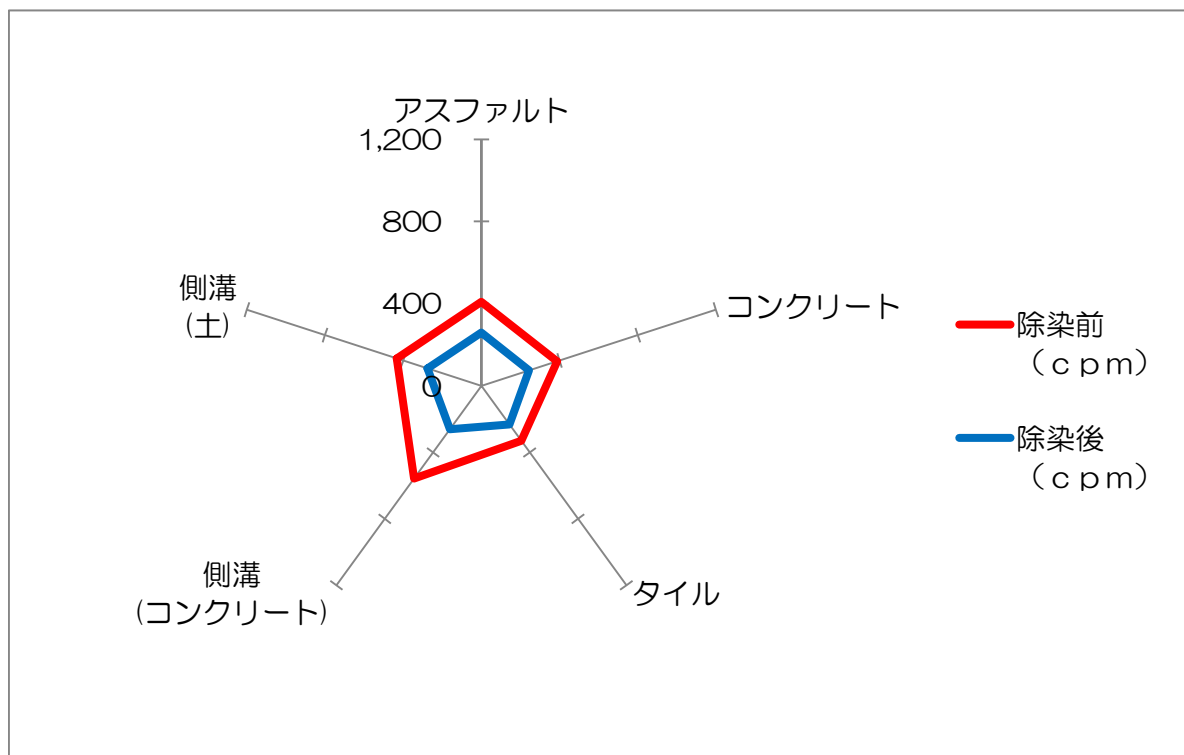 アスファルト
1,200
800
400
0
コンクリート
タイル
側溝
(コンクリート)
側溝
(土)
除染前
（ｃｐｍ）
除染後
（ｃｐｍ）